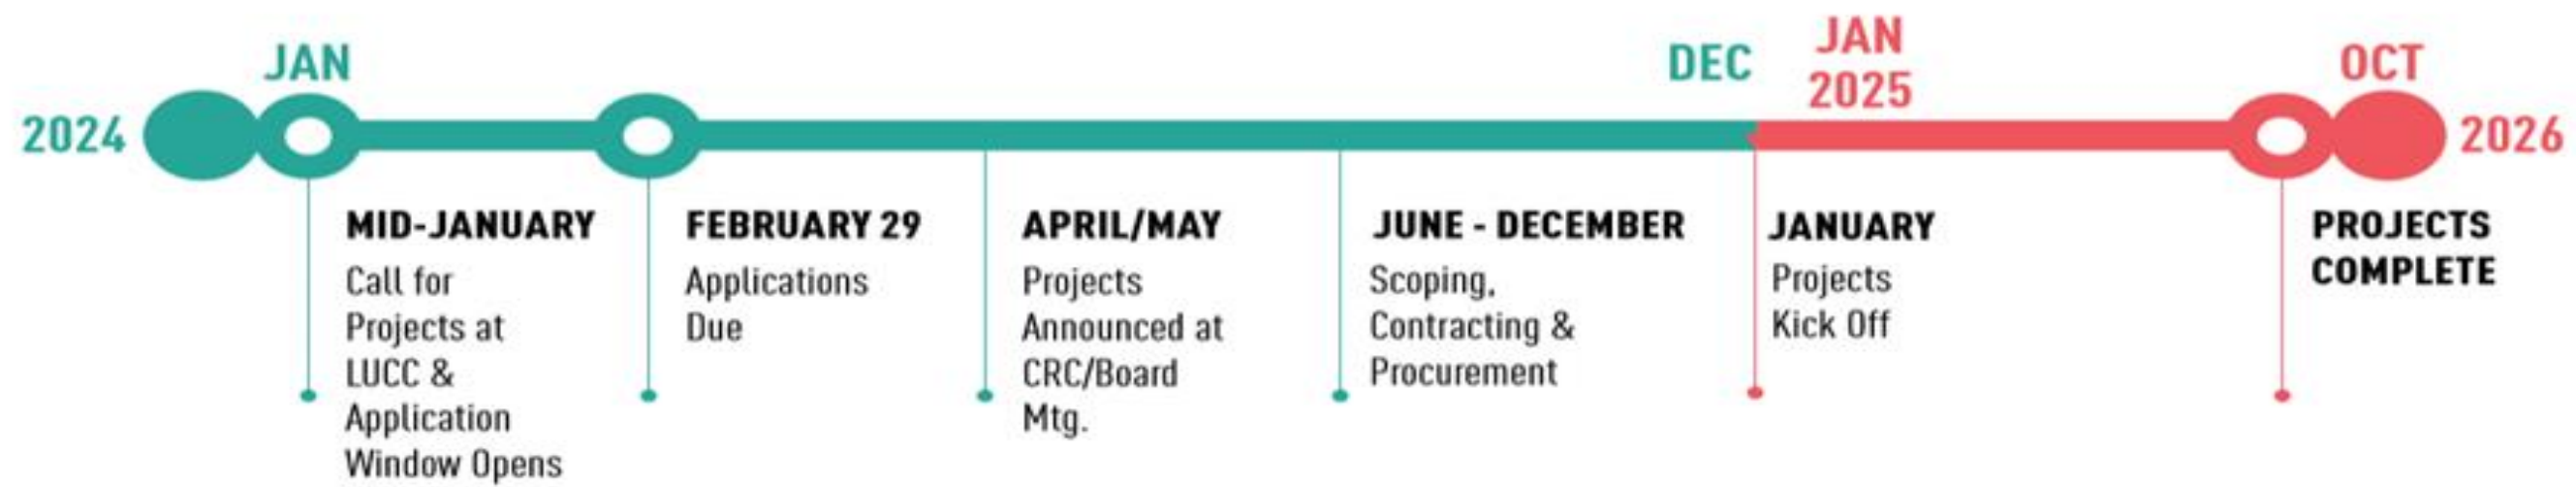 2024
JAN
DEC
JAN
2025
OCT
2026
MID-JANUARY
Call for
Projects at
LUCC &
Application
Window Opens
FEBRUARY 29
Applications
Due
APRIL/MAY
Projects
Announced at
CRC/Board
Mtg.
JUNE - DECEMBER
Scoping,
Contracting &
Procurement
JANUARY
Projects
Kick Off
PROJECTS
COMPLETE